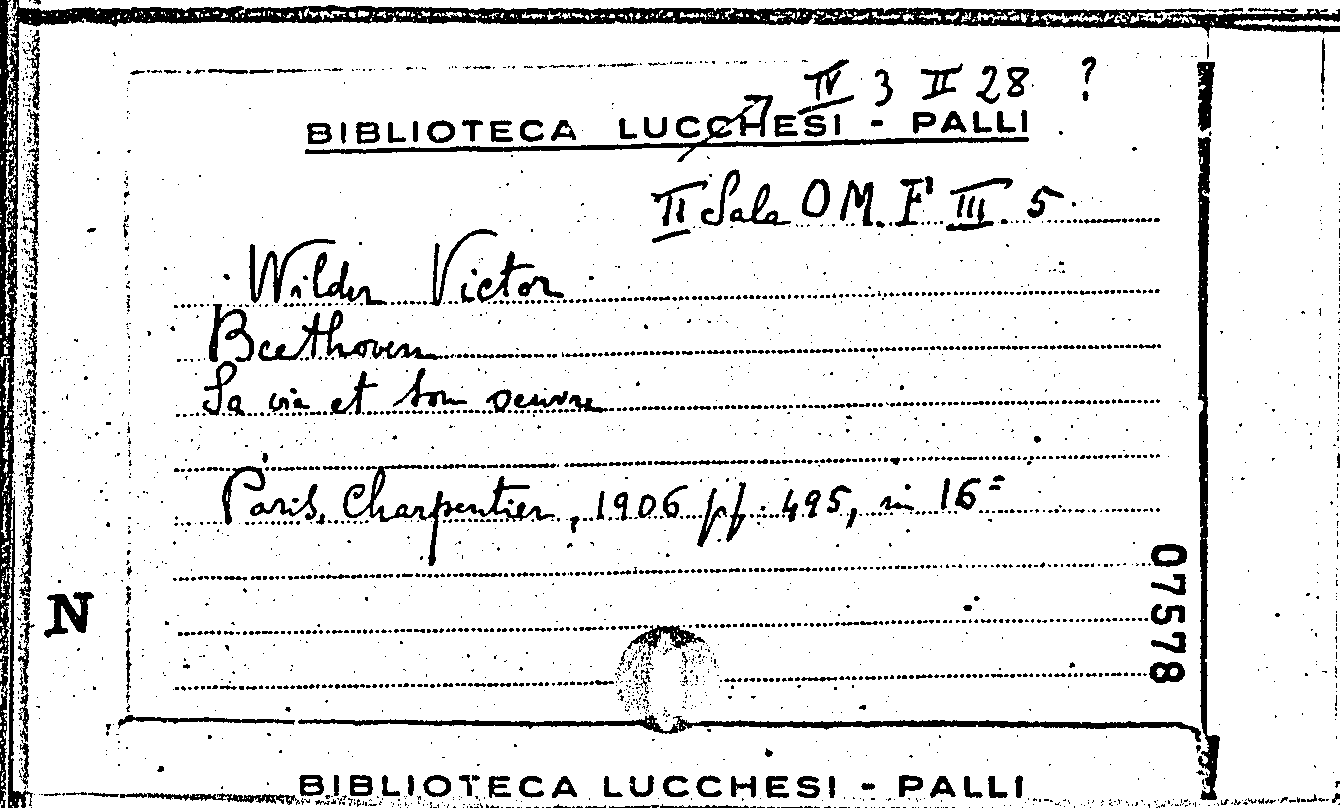 IV 3 II 28 ?
BIBLIOTECA LUCCHESI - PALLI
II Sala O M. F' III. 5.
Wilder Victor
Beethoven
Sa vie et son oeuvre
Paris, Charpentier, 1906 pp. 495, in 16=
N
07578
BIBLIOTECA LUCCHESI - PALLI